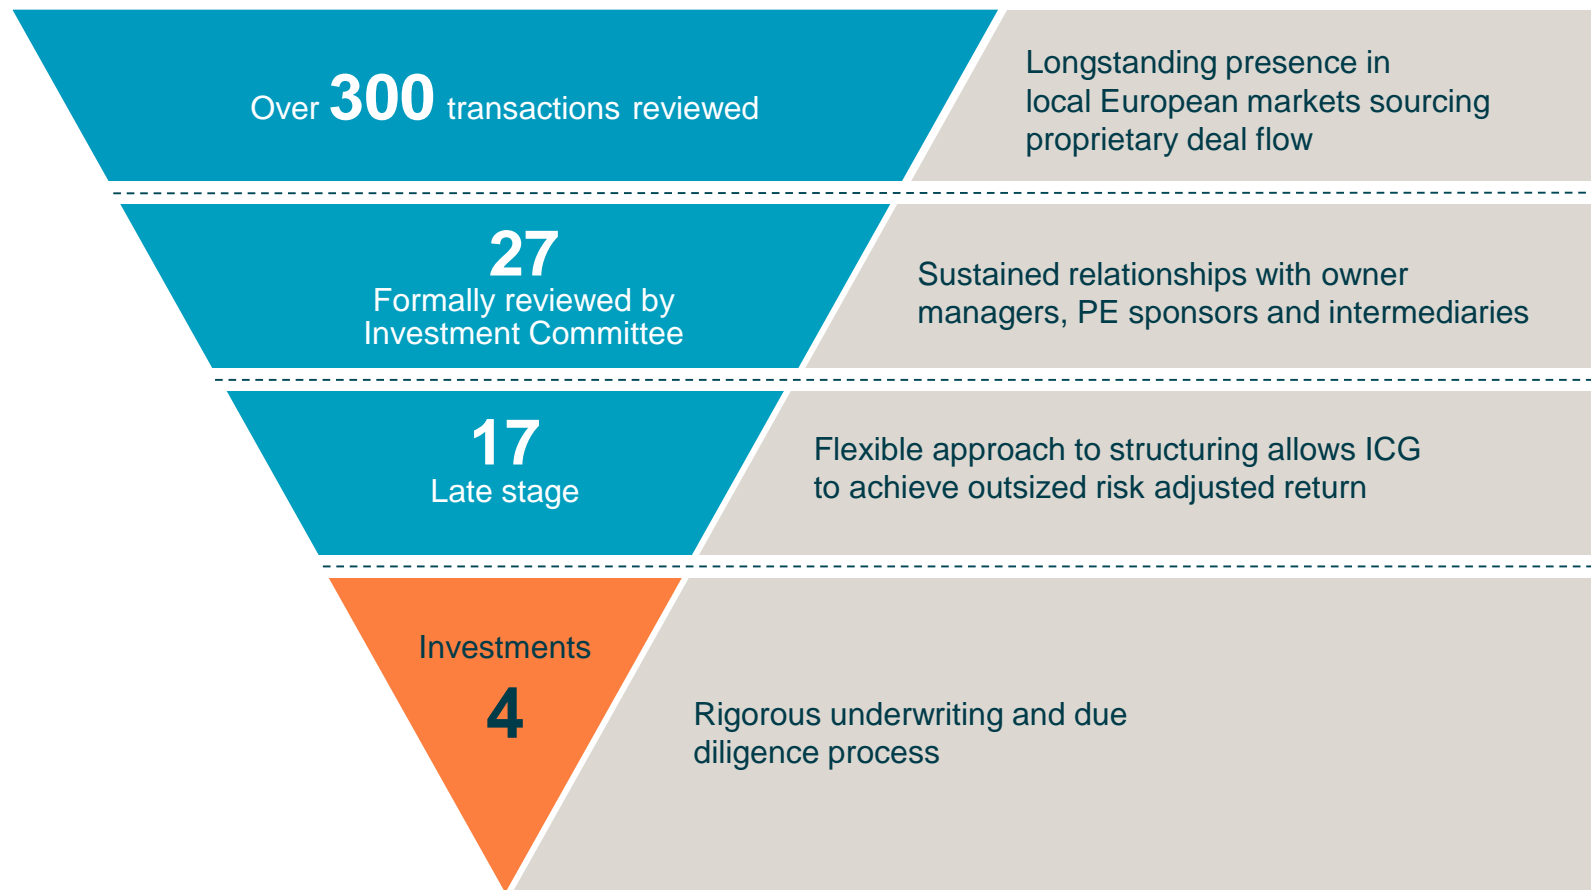 Over 300 transactions reviewed
Longstanding presence in
local European markets sourcing
proprietary deal flow
27
Formally reviewed by
Investment Committee
Sustained relationships with owner
managers, PE sponsors and intermediaries
17
Late stage
Flexible approach to structuring allows ICG
to achieve outsized risk adjusted return
Investments
4
Rigorous underwriting and due
diligence process